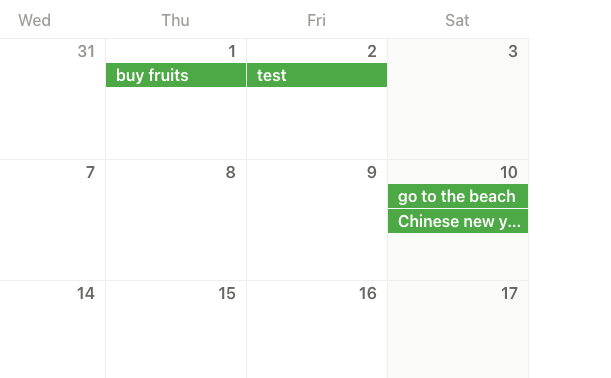 Wed Thu Fri Sat
31 1 2 3
buy fruits test
7 8 9 10
go to the beach
Chinese new y...
14 15 16 17